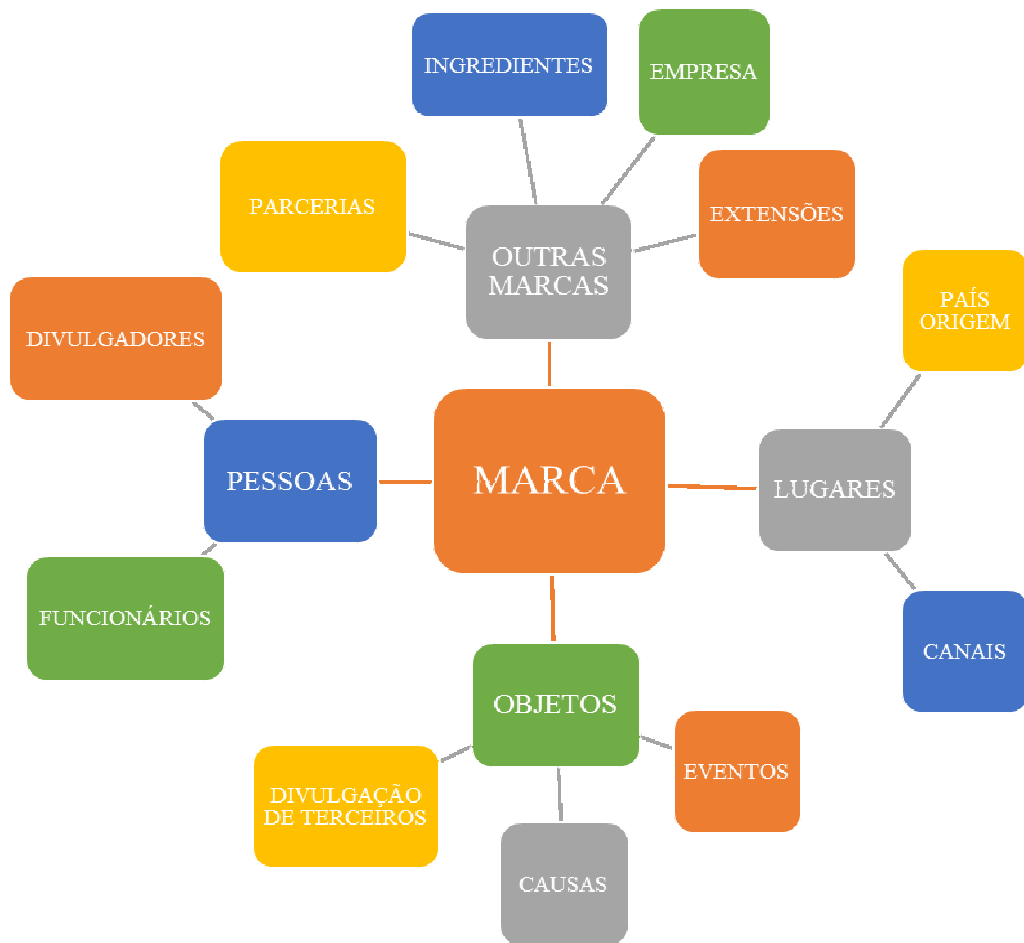 INGREDIENTES
EMPRESA
PARCERIAS
EXTENSÕES
OUTRAS
MARCAS
PAÍS
ORIGEM
DIVULGADORES
PESSOAS
MARCA
LUGARES
FUNCIONÁRIOS
CANAIS
OBJETOS
EVENTOS
DIVULGAÇÃO
DE TERCEIROS
CAUSAS